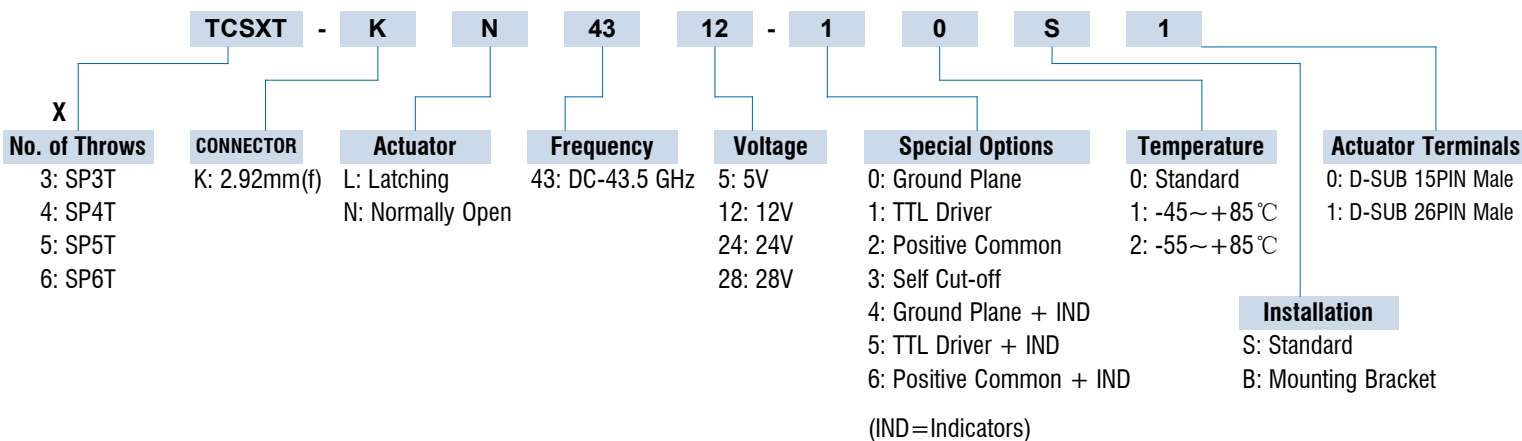 TCSXT - K N 43 12 - 1 0 S 1
X
No. of Throws
3: SP3T
4: SP4T
5: SP5T
6: SP6T
CONNECTOR
K: 2.92mm(f)
Actuator
L: Latching
N: Normally Open
Frequency
43: DC-43.5 GHz
Voltage
5: 5V
12: 12V
24: 24V
28: 28V
Special Options
0: Ground Plane
1: TTL Driver
2: Positive Common
3: Self Cut-off
4: Ground Plane + IND
5: TTL Driver + IND
6: Positive Common + IND
(IND=Indicators)
Temperature
0: Standard
1: -45~+85℃
2: -55~+85℃
Installation
S: Standard
B: Mounting Bracket
Actuator Terminals
0: D-SUB 15PIN Male
1: D-SUB 26PIN Male